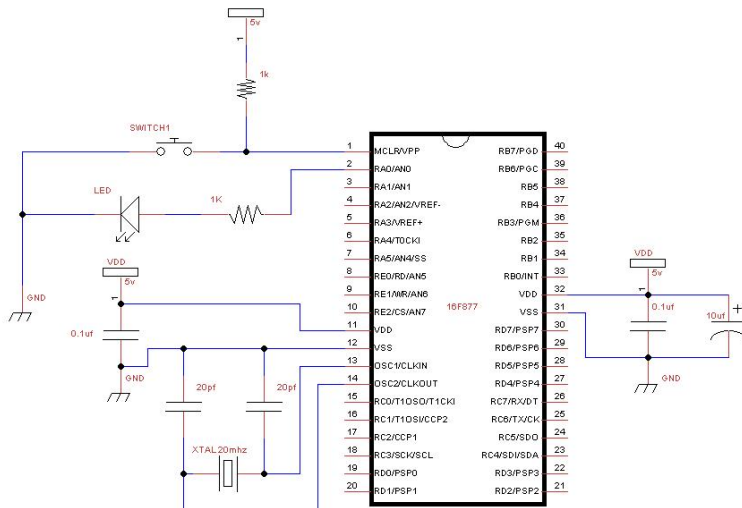 5v
1
1k
SWITCH1
LED
1K
GND
VDD
5v
1
0.1uf
GND
20pf
20pf
XTAL20mhz
16F877
1 MCLR/VPP
2 RA0/AN0
3 RA1/AN1
4 RA2/AN2/VREF-
5 RA3/VREF+
6 RA4/TOCKI
7 RA5/AN4/SS
8 RE0/RD/AN5
9 RE1/WR/AN6
10 RE2/CS/AN7
11 VDD
12 VSS
13 OSC1/CLKIN
14 OSC2/CLKOUT
15 RC0/T1OSO/T1CKI
16 RC1/T1OSI/CCP2
17 RC2/CCP1
18 RC3/SCK/SCL
19 RD0/PSP0
20 RD1/PSP1
RB7/PGD 40
RB6/PGC 39
RB5 38
RB4 37
RB3/PGM 36
RB2 35
RB1 34
RB0/INT 33
VDD 32
VSS 31
RD7/PSP7 30
RD6/PSP6 29
RD5/PSP5 28
RD4/PSP4 27
RC7/RX/DT 26
RC6/TX/CK 25
RC5/SDO 24
RC4/SDI/SDA 23
RD3/PSP3 22
RD2/PSP2 21
VDD
5v
1
0.1uf
10uf
+
GND